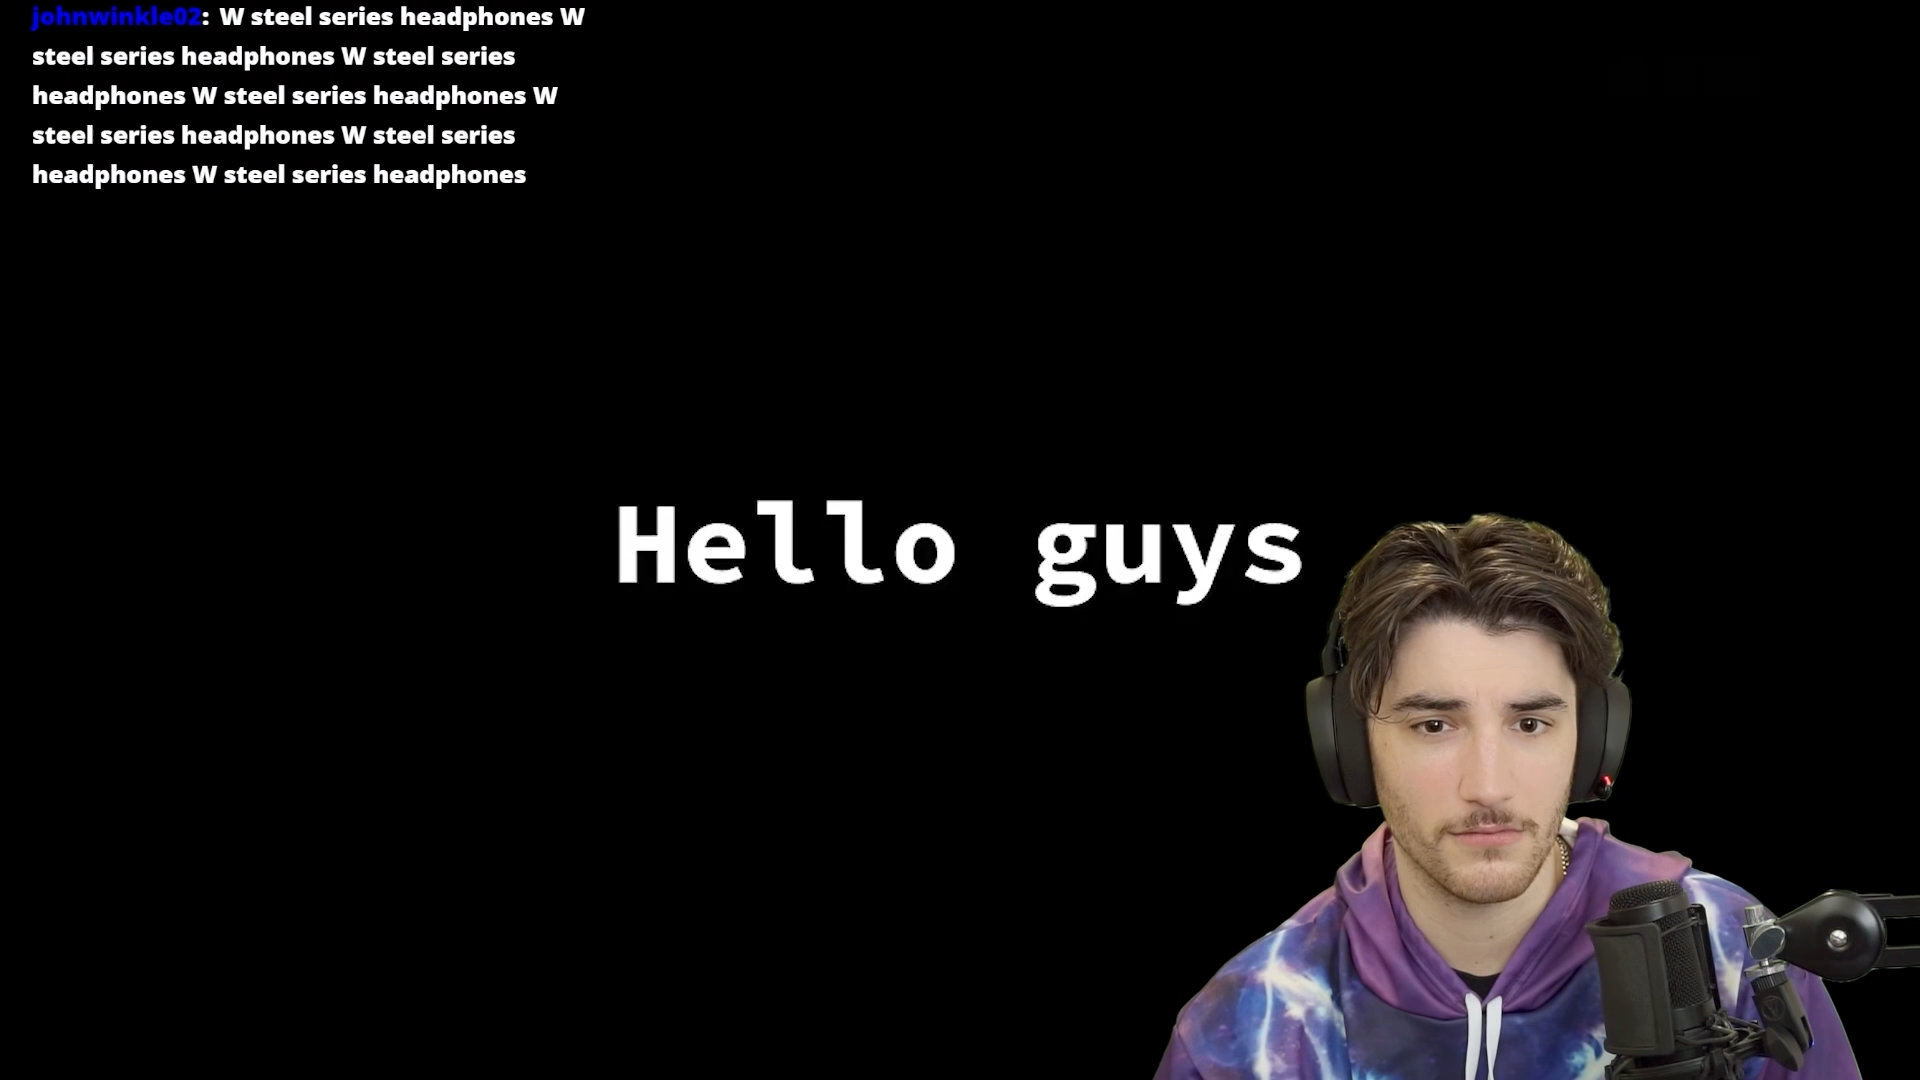 johnwinkle02: W steel series headphones W
steel series headphones W steel series
headphones W steel series headphones W
steel series headphones W steel series
headphones W steel series headphones
Hello guys